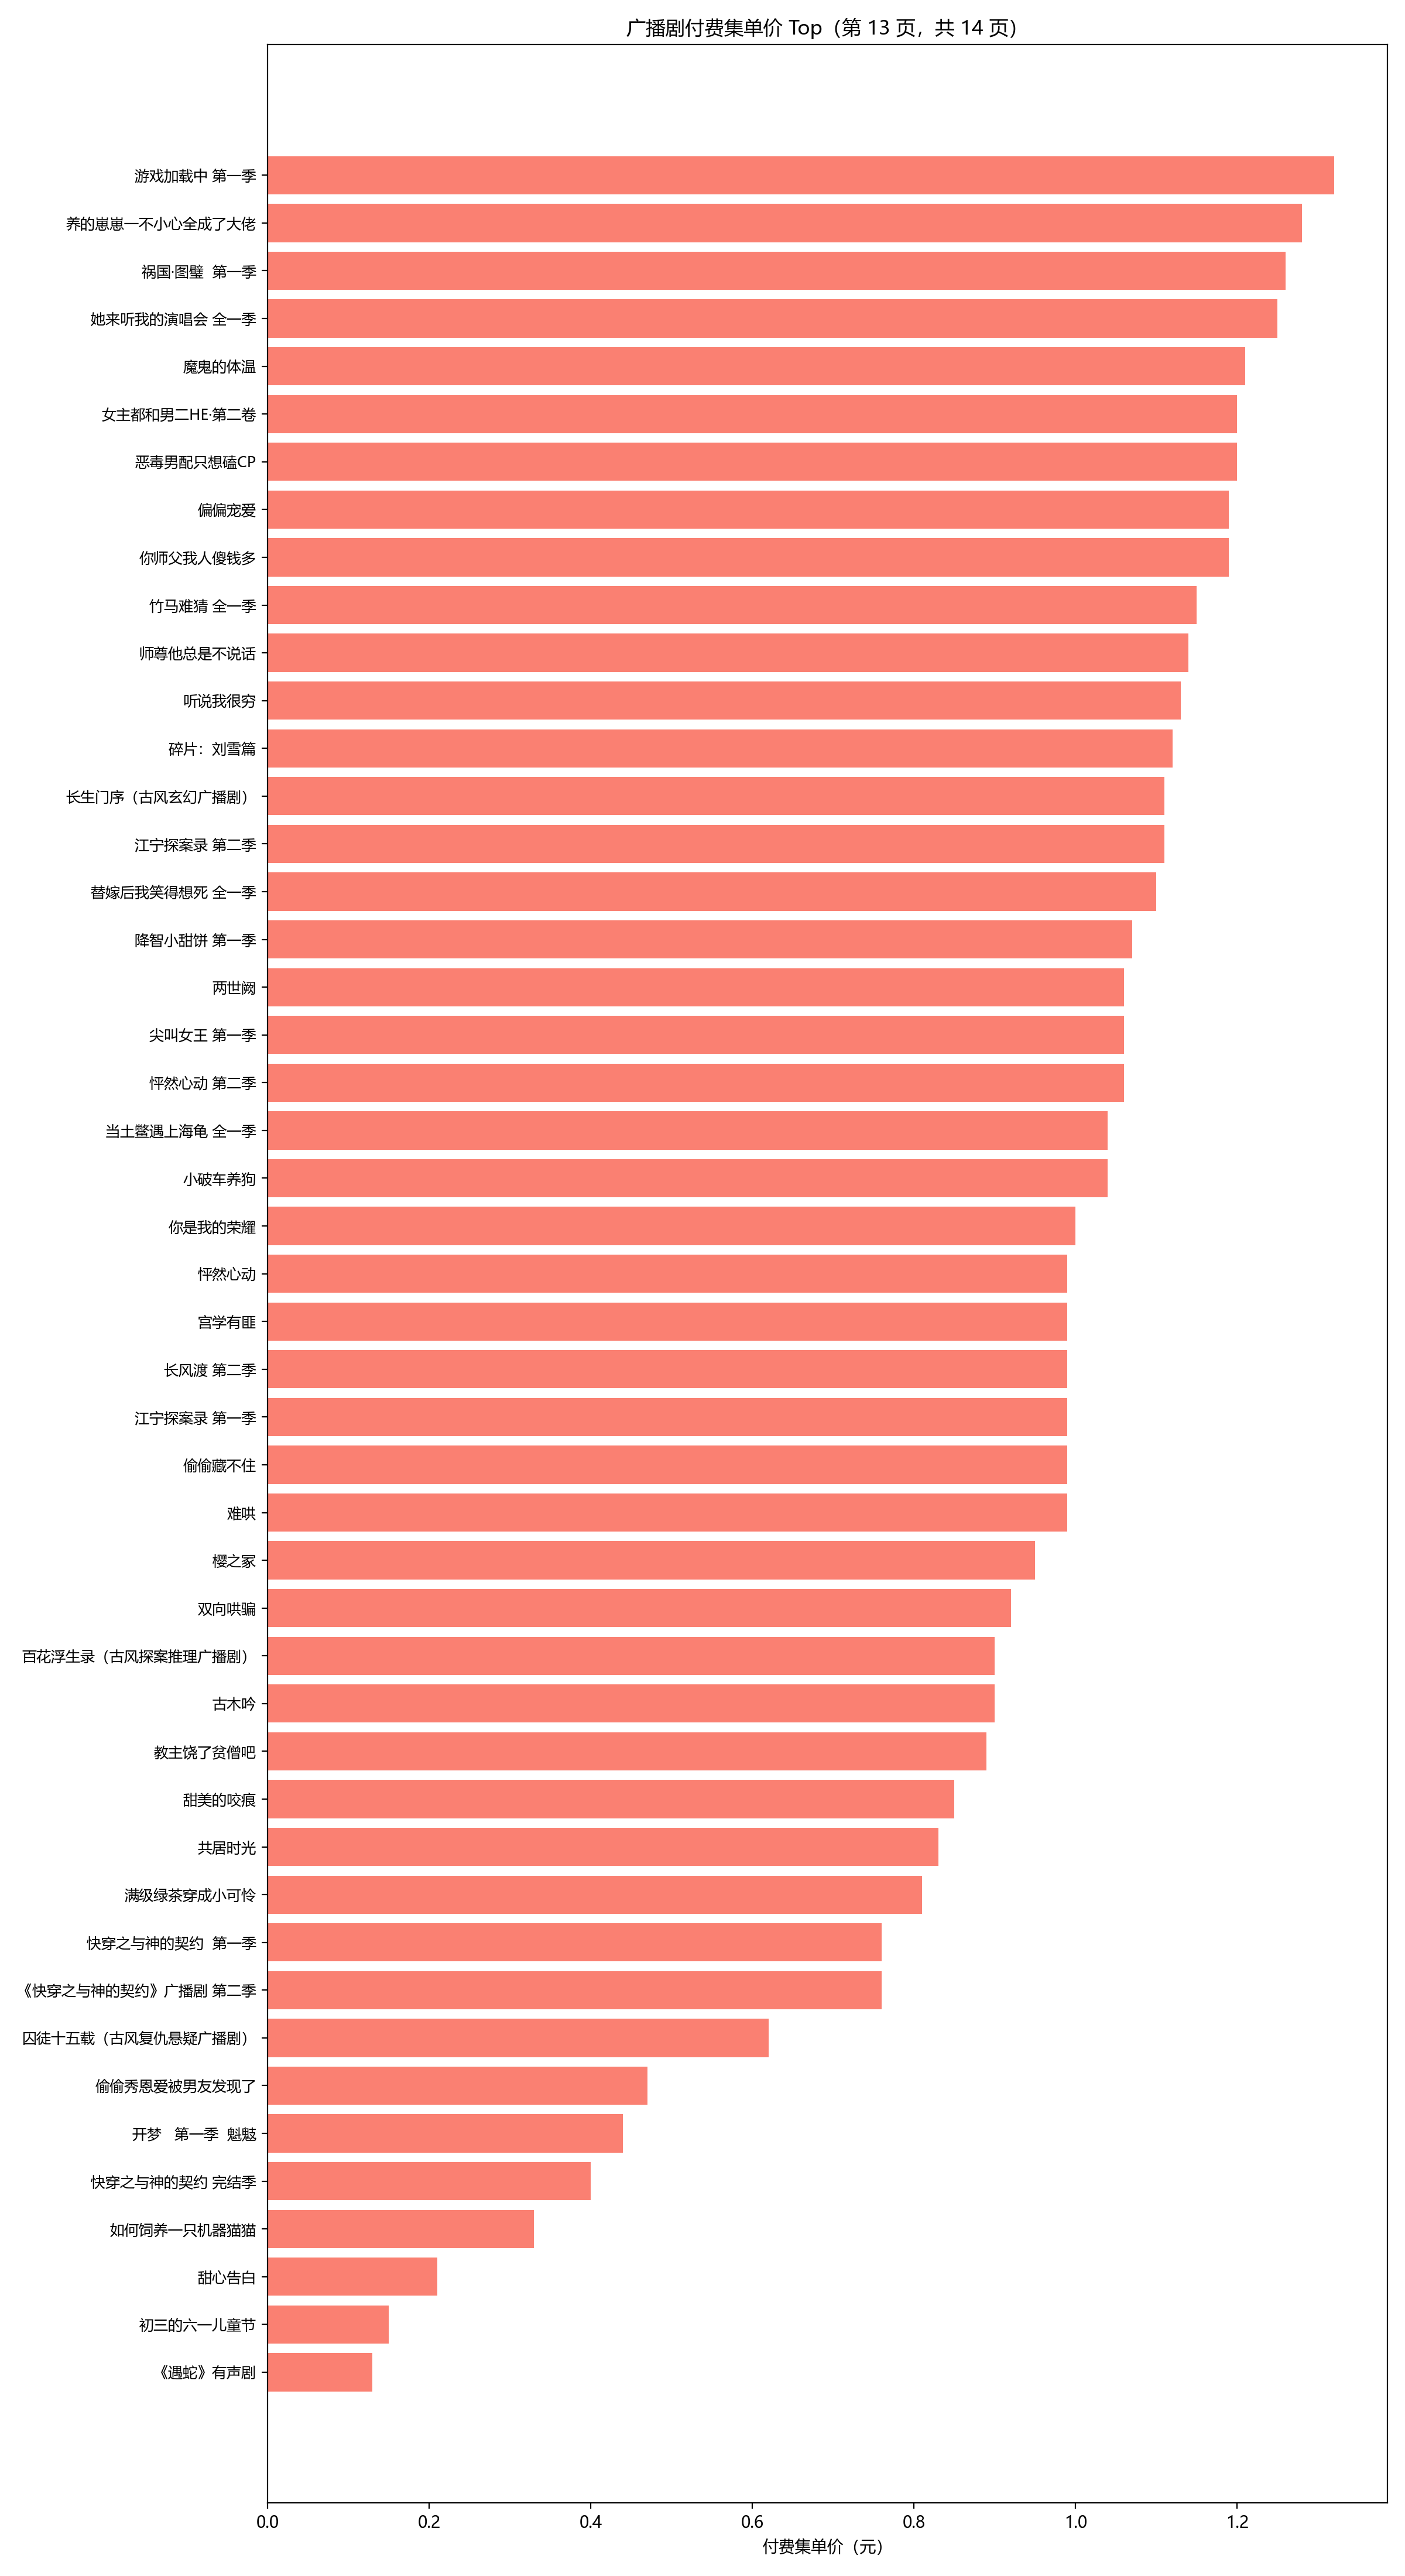 广播剧付费集单价 Top（第 13 页，共 14 页）
游戏加载中 第一季
养的崽崽一不小心全成了大佬
祸国·图璧  第一季
她来听我的演唱会 全一季
魔鬼的体温
女主都和男二HE·第二卷
恶毒男配只想磕CP
偏偏宠爱
你师父我人傻钱多
竹马难猜 全一季
师尊他总是不说话
听说我很穷
碎片：刘雪篇
长生门序（古风玄幻广播剧）
江宁探案录 第二季
替嫁后我笑得想死 全一季
降智小甜饼 第一季
两世阙
尖叫女王 第一季
怦然心动 第二季
当土鳖遇上海龟 全一季
小破车养狗
你是我的荣耀
怦然心动
宫学有匪
长风渡 第二季
江宁探案录 第一季
偷偷藏不住
难哄
樱之冢
双向哄骗
百花浮生录（古风探案推理广播剧）
古木吟
教主饶了贫僧吧
甜美的咬痕
共居时光
满级绿茶穿成小可怜
快穿之与神的契约  第一季
《快穿之与神的契约》广播剧 第二季
囚徒十五载（古风复仇悬疑广播剧）
偷偷秀恩爱被男友发现了
开梦   第一季  魁魃
快穿之与神的契约 完结季
如何饲养一只机器猫猫
甜心告白
初三的六一儿童节
《遇蛇》有声剧
0.0 0.2 0.4 0.6 0.8 1.0 1.2
付费集单价（元）